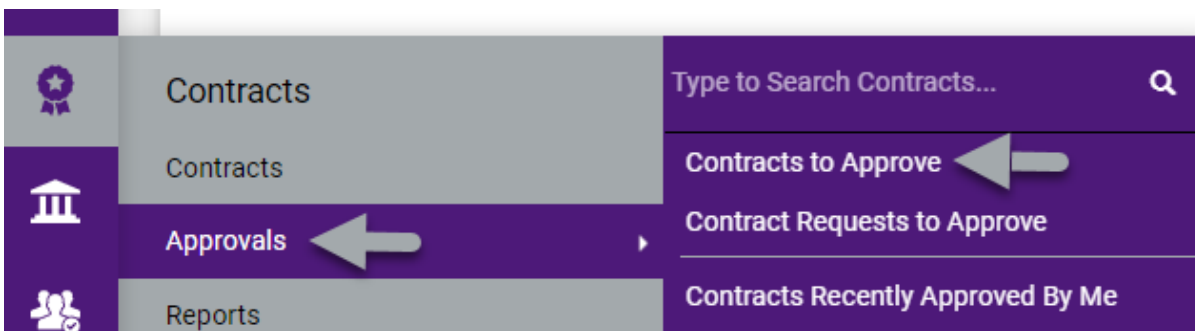 Contracts
Contracts
Approvals
Reports
Type to Search Contracts...
Contracts to Approve
Contract Requests to Approve
Contracts Recently Approved By Me